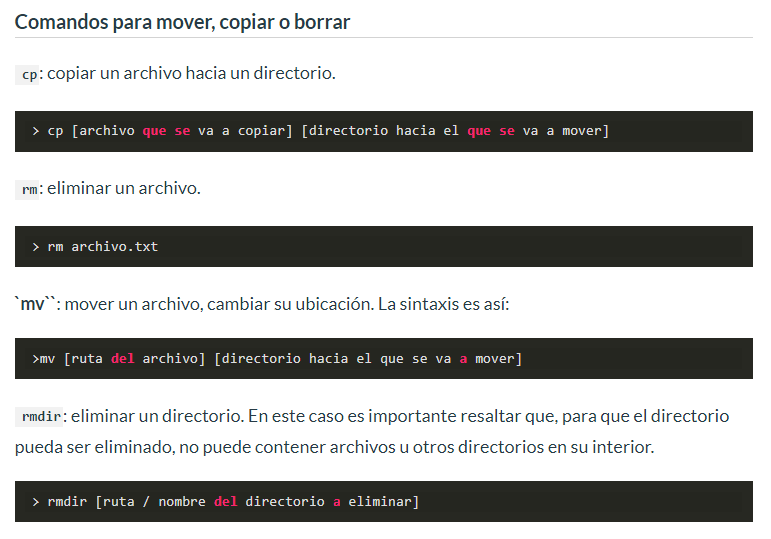 Comandos para mover, copiar o borrar
cp: copiar un archivo hacia un directorio.
> cp [archivo que se va a copiar] [directorio hacia el que se va a mover]
rm: eliminar un archivo.
> rm archivo.txt
`mv``: mover un archivo, cambiar su ubicación. La sintaxis es así:
>mv [ruta del archivo] [directorio hacia el que se va a mover]
rmdir: eliminar un directorio. En este caso es importante resaltar que, para que el directorio
pueda ser eliminado, no puede contener archivos u otros directorios en su interior.
> rmdir [ruta / nombre del directorio a eliminar]